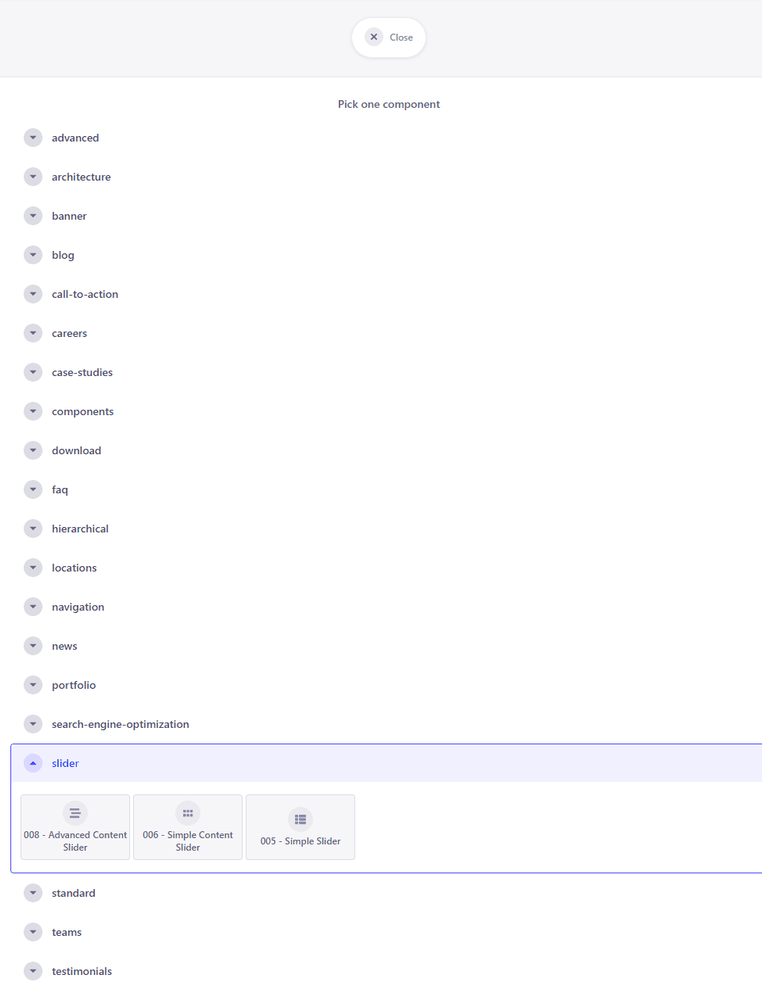 Close
Pick one component
advanced
architecture
banner
blog
call-to-action
careers
case-studies
components
download
faq
hierarchical
locations
navigation
news
portfolio
search-engine-optimization
slider
008 - Advanced Content
Slider
006 - Simple Content
Slider
005 - Simple Slider
standard
teams
testimonials